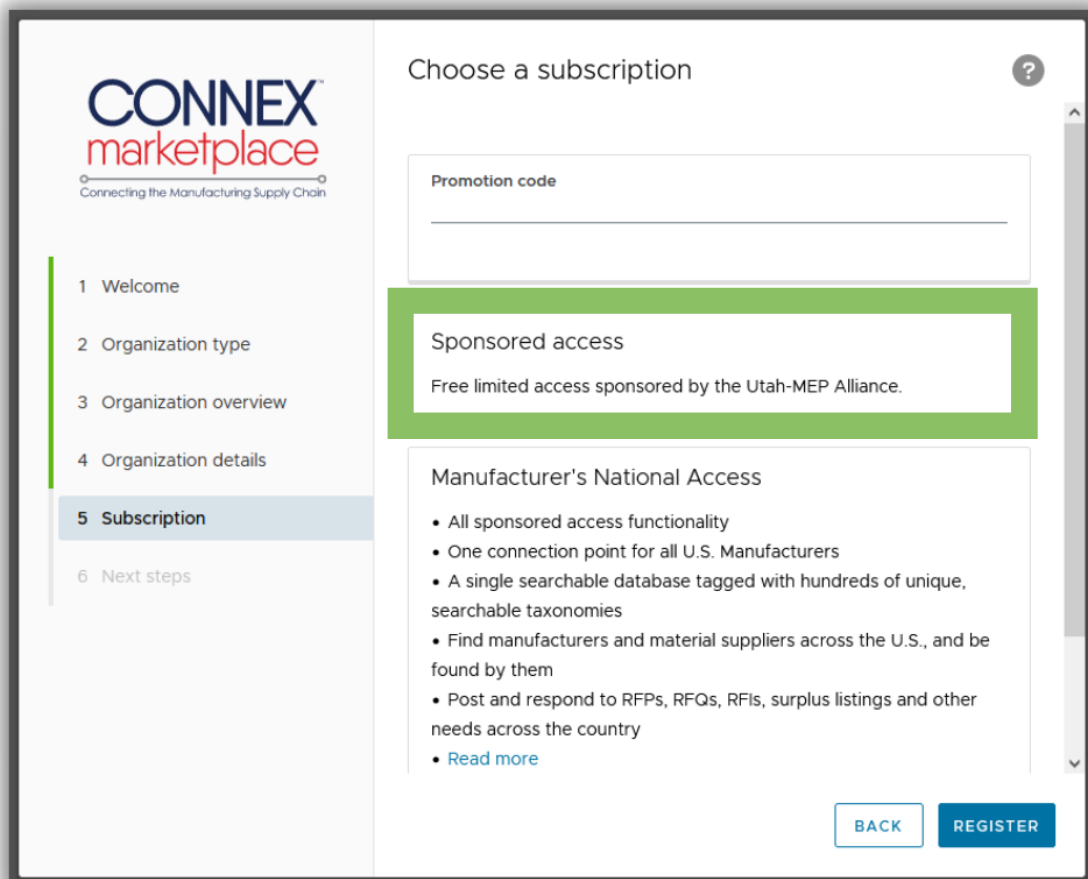 CONNEX™
marketplace
Connecting the Manufacturing Supply Chain
1 Welcome
2 Organization type
3 Organization overview
4 Organization details
5 Subscription
6 Next steps
Choose a subscription
?
Promotion code
Sponsored access
Free limited access sponsored by the Utah-MEP Alliance.
Manufacturer's National Access
• All sponsored access functionality
• One connection point for all U.S. Manufacturers
• A single searchable database tagged with hundreds of unique,
searchable taxonomies
• Find manufacturers and material suppliers across the U.S., and be
found by them
• Post and respond to RFPs, RFQs, RFIs, surplus listings and other
needs across the country
• Read more
BACK
REGISTER